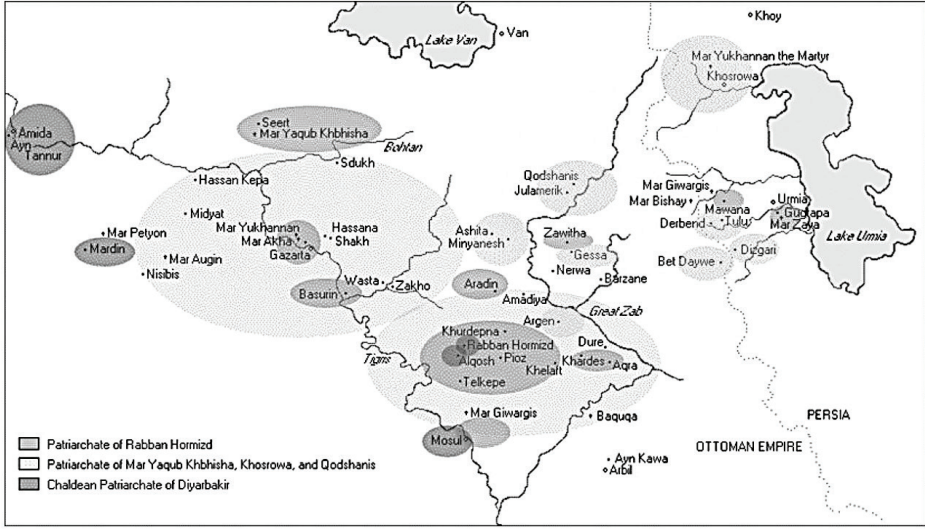 Khoy
Lake Van
Van
Mar Yukhannan the Martyr
Khosrowa
Seert
Mar Yaqub Khbhisha
Amida
Ayn
Tannur
Bohtan
Sdukh
Hassan Kepa
Qodshanis
Julamerik
Mar Giwargis
Mar Bishay
Urmia
Mawana
Gudtapa
Tulu
Mar Zaya
Derbend
Lake Urmia
Midyat
Mar Yukhannan
Mar Akha
Gazarta
Hassana
Shakh
Mar Petyon
Mardin
Mar Augin
Nisibis
Ashita
Minyanesh
Zawitha
Gessa
Nerwa
Barzane
Bet Daywe
Dizgari
Basurin
Wasta
Zakho
Aradin
Amadiya
Great Zab
Argen
Khurdepna
Rabban Hormizd
Dure
Tigris
Alqosh
Pioz
Khelaft
Khardes
Aqra
Telkepe
Mar Giwargis
Baquqa
Mosul
PERSIA
OTTOMAN EMPIRE
Ayn Kawa
Arbil
Patriarchate of Rabban Hormizd
Patriarchate of Mar Yaqub Khbhisha, Khosrowa, and Qodshanis
Chaldean Patriarchate of Diyarbakir